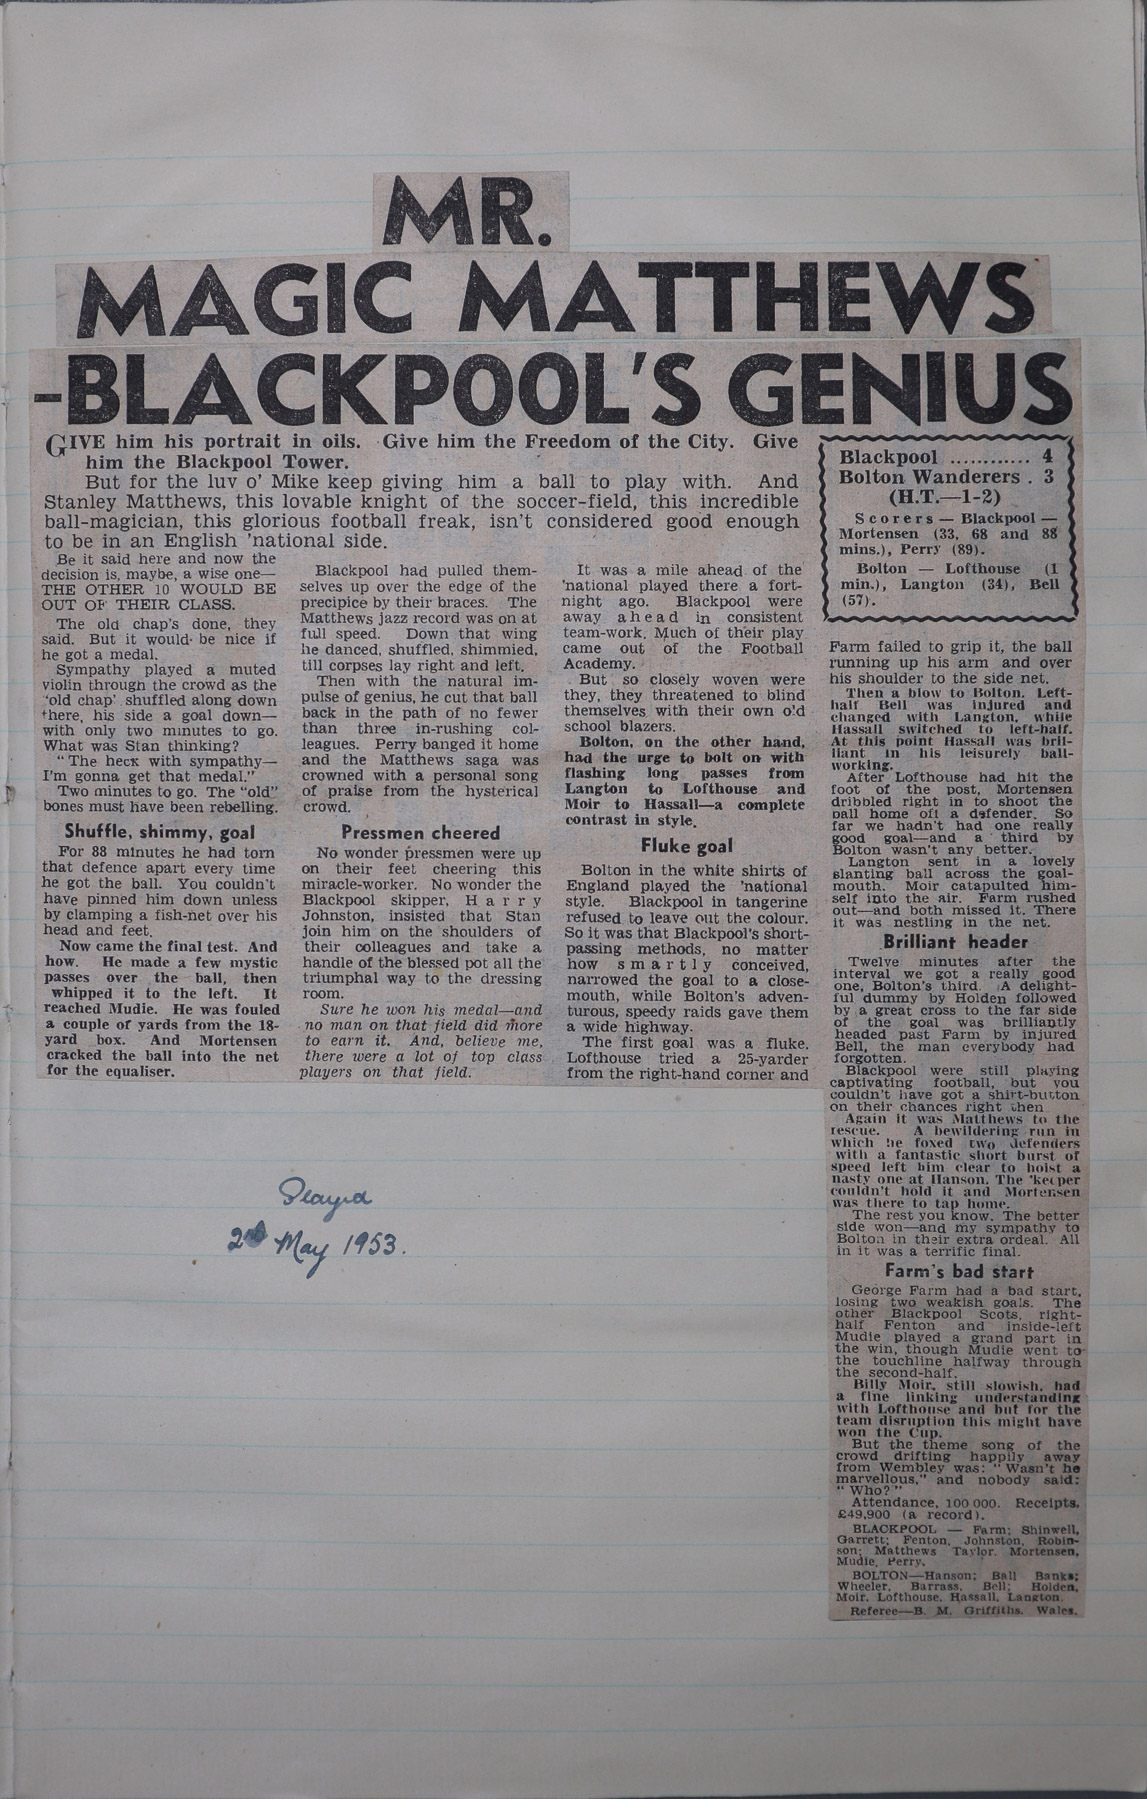 MR.
MAGIC MATTHEWS
-BLACKPOOL'S GENIUS
GIVE him his portrait in oils. Give him the Freedom of the City. Give
him the Blackpool Tower.
But for the luv o' Mike keep giving him a ball to play with. And
Stanley Matthews, this lovable knight of the soccer-field, this incredible
ball-magician, this glorious football freak, isn't considered good enough
to be in an English 'national side.
Be it said here and now the
decision is, maybe, a wise one—
THE OTHER 10 WOULD BE
OUT OF THEIR CLASS.
The old chap's done, they
said. But it would be nice if
he got a medal.
Sympathy played a muted
violin through the crowd as the
'old chap' shuffled along down
there, his side a goal down—
with only two minutes to go.
What was Stan thinking?
"The heck with sympathy—
I'm gonna get that medal."
Two minutes to go. The "old"
bones must have been rebelling.
Shuffle, shimmy, goal
For 88 minutes he had torn
that defence apart every time
he got the ball. You couldn't
have pinned him down unless
by clamping a fish-net over his
head and feet.
Now came the final test. And
how. He made a few mystic
passes over the ball, then
whipped it to the left. It
reached Mudie. He was fouled
a couple of yards from the 18-
yard box. And Mortensen
cracked the ball into the net
for the equaliser.
Blackpool had pulled them-
selves up over the edge of the
precipice by their braces. The
Matthews jazz record was on at
full speed. Down that wing
he danced, shuffled, shimmied,
till corpses lay right and left.
Then with the natural im-
pulse of genius, he cut that ball
back in the path of no fewer
than three in-rushing col-
leagues. Perry banged it home
and the Matthews saga was
crowned with a personal song
of praise from the hysterical
crowd.
Pressmen cheered
No wonder pressmen were up
on their feet cheering this
miracle-worker. No wonder the
Blackpool skipper, Harry
Johnston, insisted that Stan
join him on the shoulders of
their colleagues and take a
handle of the blessed pot all the
triumphal way to the dressing
room.
Sure he won his medal—and
no man on that field did more
to earn it. And, believe me,
there were a lot of top class
players on that field.
It was a mile ahead of the
'national played there a fort-
night ago. Blackpool were
away ahead in consistent
team-work. Much of their play
came out of the Football
Academy.
But so closely woven were
they, they threatened to blind
themselves with their own old
school blazers.
Bolton, on the other hand,
had the urge to bolt on with
flashing long passes from
Langton to Lofthouse and
Moir to Hassall—a complete
contrast in style.
Fluke goal
Bolton in the white shirts of
England played the 'national
style. Blackpool in tangerine
refused to leave out the colour.
So it was that Blackpool's short-
passing methods, no matter
how smartly conceived,
narrowed the goal to a close-
mouth, while Bolton's adven-
turous, speedy raids gave them
a wide highway.
The first goal was a fluke.
Lofthouse tried a 25-yarder
from the right-hand corner and
Blackpool ............ 4
Bolton Wanderers . 3
(H.T.—1-2)
Scorers — Blackpool —
Mortensen (33, 68 and 88
mins.), Perry (89).
Bolton — Lofthouse (1
min.), Langton (34), Bell
(57).
Farm failed to grip it, the ball
running up his arm and over
his shoulder to the side net.
Then a blow to Bolton. Left-
half Bell was injured and
changed with Langton, while
Hassall switched to left-half.
At this point Hassall was bril-
liant in his leisurely ball-
working.
After Lofthouse had hit the
foot of the post, Mortensen
dribbled right in to shoot the
ball home off a defender. So
far we hadn't had one really
good goal—and a third by
Bolton wasn't any better.
Langton sent in a lovely
slanting ball across the goal-
mouth. Moir catapulted him-
self into the air. Farm rushed
out—and both missed it. There
it was nestling in the net.
Brilliant header
Twelve minutes after the
interval we got a really good
one, Bolton's third. A delight-
ful dummy by Holden followed
by a great cross to the far side
of the goal was brilliantly
headed past Farm by injured
Bell, the man everybody had
forgotten.
Blackpool were still playing
captivating football, but you
couldn't have got a shirt-button
on their chances right then
Again it was Matthews to the
rescue. A bewildering run in
which he foxed two defenders
with a fantastic short burst of
speed left him clear to hoist a
nasty one at Hanson. The 'keeper
couldn't hold it and Mortensen
was there to tap home.
The rest you know. The better
side won—and my sympathy to
Bolton in their extra ordeal. All
in it was a terrific final.
Farm's bad start
George Farm had a bad start,
losing two weakish goals. The
other Blackpool Scots, right-
half Fenton and inside-left
Mudie played a grand part in
the win, though Mudie went to
the touchline halfway through
the second-half.
Billy Moir, still slowish, had
a fine linking understanding
with Lofthouse and but for the
team disruption this might have
won the Cup.
But the theme song of the
crowd drifting happily away
from Wembley was: "Wasn't he
marvellous," and nobody said:
"Who?"
Attendance, 100 000. Receipts,
£49,900 (a record).
BLACKPOOL — Farm; Shinwell,
Garrett; Fenton, Johnston, Robin-
son; Matthews Taylor, Mortensen,
Mudie, Perry.
BOLTON—Hanson; Ball Banks;
Wheeler, Barrass, Bell; Holden,
Moir, Lofthouse, Hassall, Langton.
Referee—B. M. Griffiths. Wales.
Played
2nd May 1953.